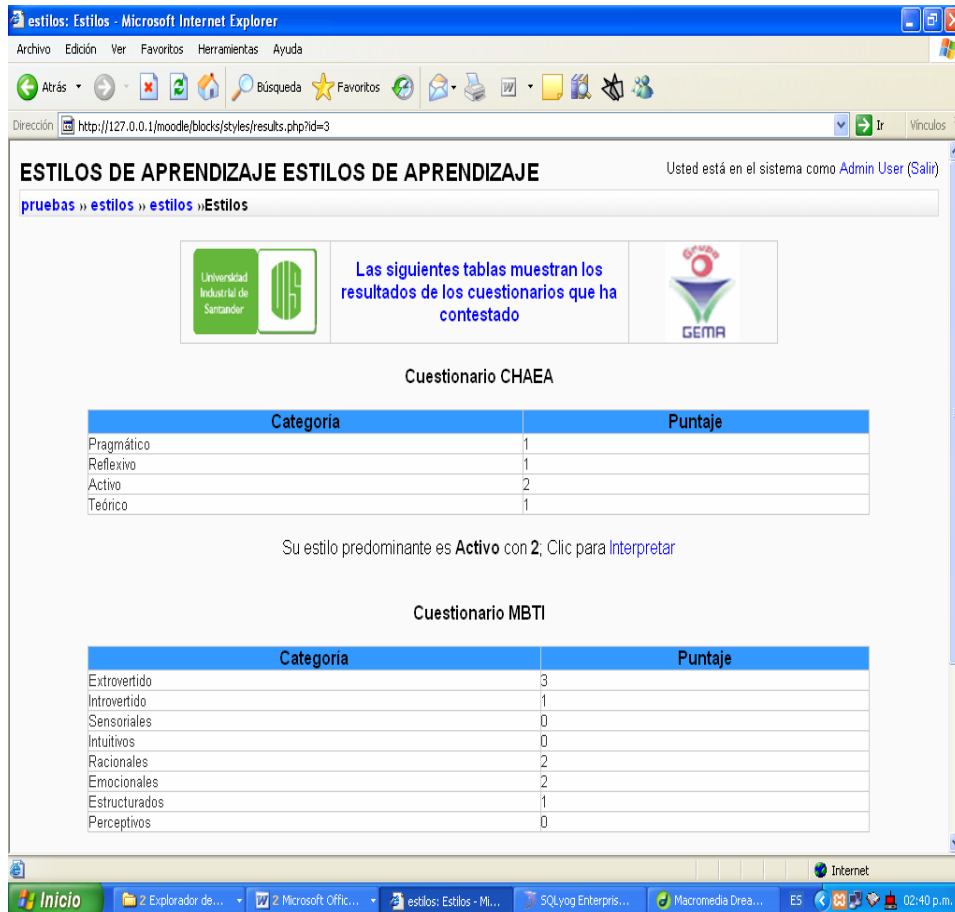 estilos: Estilos - Microsoft Internet Explorer
Archivo Edición Ver Favoritos Herramientas Ayuda
Atrás Búsqueda Favoritos
Dirección http://127.0.0.1/moodle/blocks/styles/results.php?id=3 Ir Vínculos
ESTILOS DE APRENDIZAJE ESTILOS DE APRENDIZAJE
Usted está en el sistema como Admin User (Salir)
pruebas » estilos » estilos »Estilos
Universidad
Industrial de
Santander
Las siguientes tablas muestran los
resultados de los cuestionarios que ha
contestado
Grupo
GEMA
Cuestionario CHAEA
Categoría Puntaje
Pragmático 1
Reflexivo 1
Activo 2
Teórico 1
Su estilo predominante es Activo con 2; Clic para Interpretar
Cuestionario MBTI
Categoría Puntaje
Extrovertido 3
Introvertido 1
Sensoriales 0
Intuitivos 0
Racionales 2
Emocionales 2
Estructurados 1
Perceptivos 0
Internet
Inicio 2 Explorador de... 2 Microsoft Offic... estilos: Estilos - Mi... SQLyog Enterpris... Macromedia Drea... ES 02:40 p.m.